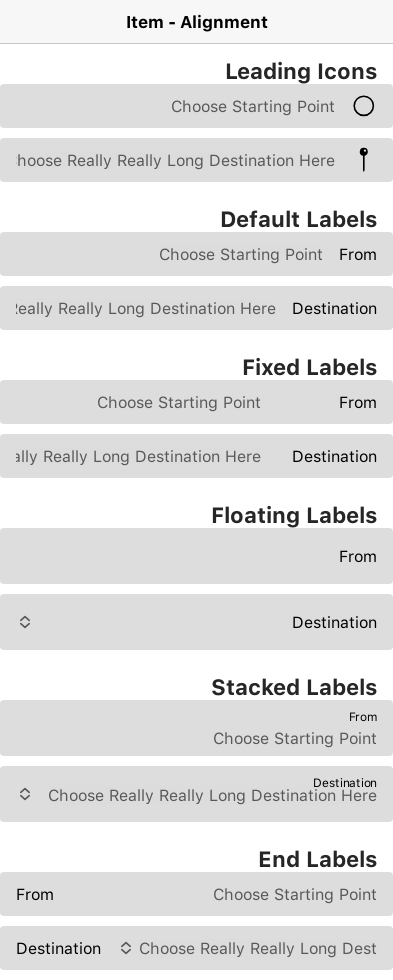 Item - Alignment
Leading Icons
Choose Starting Point
hoose Really Really Long Destination Here
Default Labels
Choose Starting Point From
eally Really Long Destination Here Destination
Fixed Labels
Choose Starting Point From
ally Really Long Destination Here Destination
Floating Labels
From
Destination
Stacked Labels
From
Choose Starting Point
Destination
Choose Really Really Long Destination Here
End Labels
From Choose Starting Point
Destination Choose Really Really Long Dest